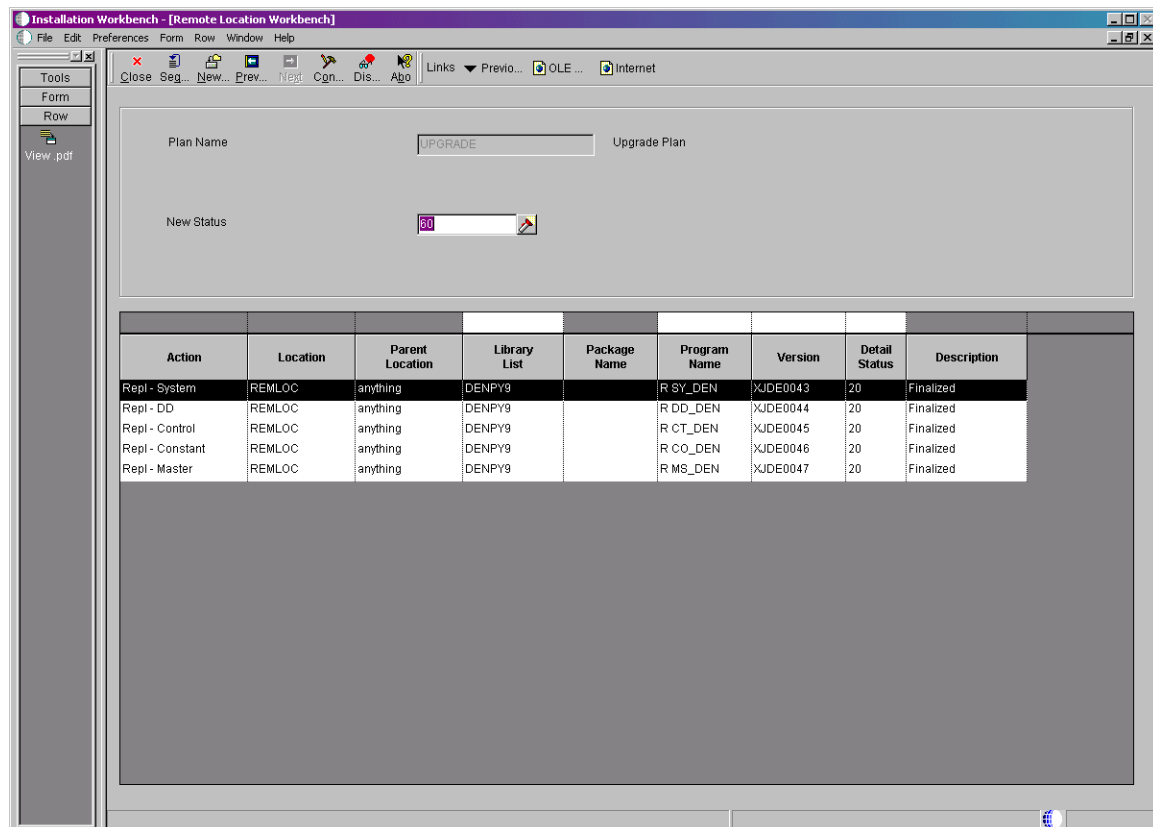 Installation Workbench - [Remote Location Workbench]
File Edit Preferences Form Row Window Help
Close Seq... New... Prev... Next Con... Dis... Abo Links Previo... OLE ... Internet
Tools
Form
Row
View .pdf
Plan Name UPGRADE Upgrade Plan
New Status 60
Action Location Parent Location Library List Package Name Program Name Version Detail Status Description
Repl - System REMLOC anything DENPY9 R SY_DEN XJDE0043 20 Finalized
Repl - DD REMLOC anything DENPY9 R DD_DEN XJDE0044 20 Finalized
Repl - Control REMLOC anything DENPY9 R CT_DEN XJDE0045 20 Finalized
Repl - Constant REMLOC anything DENPY9 R CO_DEN XJDE0046 20 Finalized
Repl - Master REMLOC anything DENPY9 R MS_DEN XJDE0047 20 Finalized